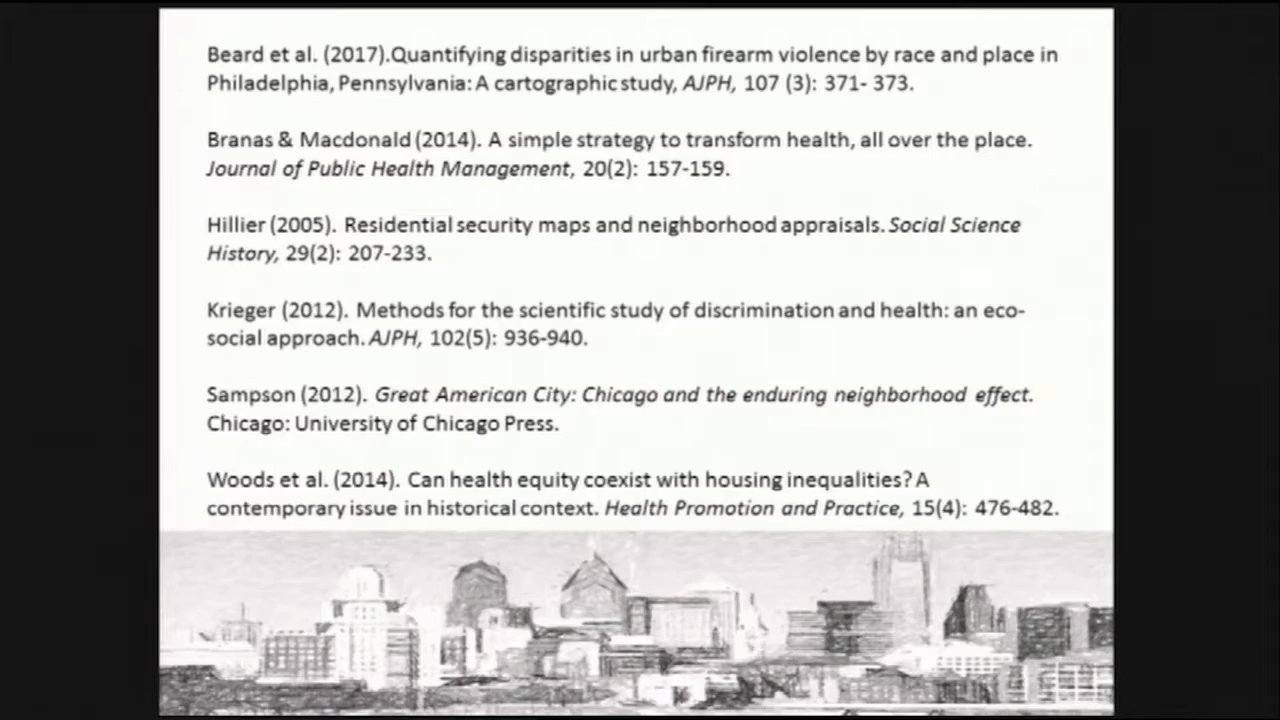 Beard et al. (2017).Quantifying disparities in urban firearm violence by race and place in
Philadelphia, Pennsylvania: A cartographic study, AJPH, 107 (3): 371- 373.
Branas & Macdonald (2014). A simple strategy to transform health, all over the place.
Journal of Public Health Management, 20(2): 157-159.
Hillier (2005). Residential security maps and neighborhood appraisals. Social Science
History, 29(2): 207-233.
Krieger (2012). Methods for the scientific study of discrimination and health: an eco-
social approach. AJPH, 102(5): 936-940.
Sampson (2012). Great American City: Chicago and the enduring neighborhood effect.
Chicago: University of Chicago Press.
Woods et al. (2014). Can health equity coexist with housing inequalities? A
contemporary issue in historical context. Health Promotion and Practice, 15(4): 476-482.